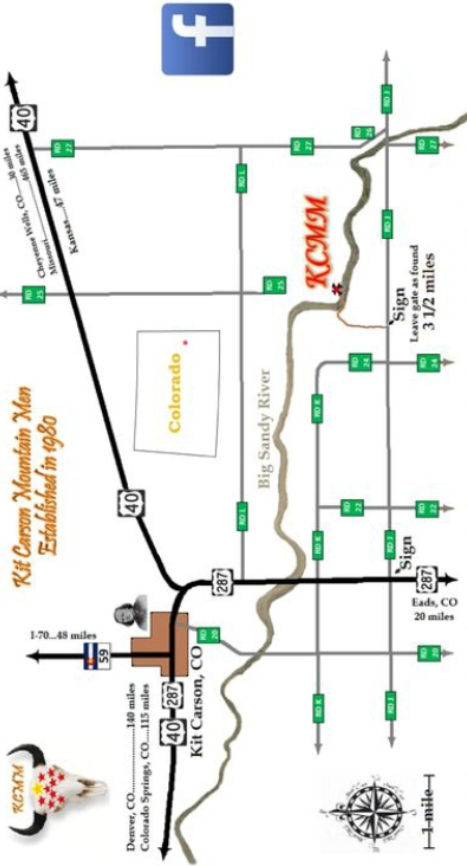 KCMM
Kit Carson Mountain Men
Established in 1980
f
40
Cheyenne Wells, CO.....30 miles
Missouri..........465 miles
Kansas....47 miles
RD 27
RD 25
RD L
RD 27
RD 26
RD J
RD 27
Colorado
40
RD 25
KCMM
Big Sandy River
Sign
Leave gate as found
3 1/2 miles
RD J
RD 24
RD 24
RD K
RD 22
RD 22
RD L
RD K
RD J
Sign
I-70...48 miles
59
287
287
Eads, CO
20 miles
RD 20
RD 20
Kit Carson, CO
287
40
Denver, CO..............140 miles
Colorado Springs, CO....115 miles
RD K
RD J
1 mile